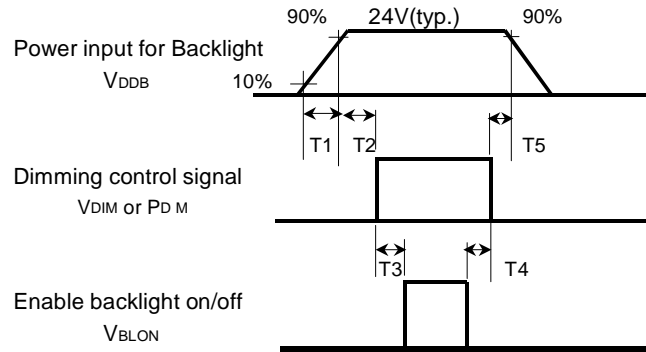 90% 24V(typ.) 90%
Power input for Backlight
VDDB
10%
T1 T2 T5
Dimming control signal
VDIM or PD M
T3 T4
Enable backlight on/off
VBLON